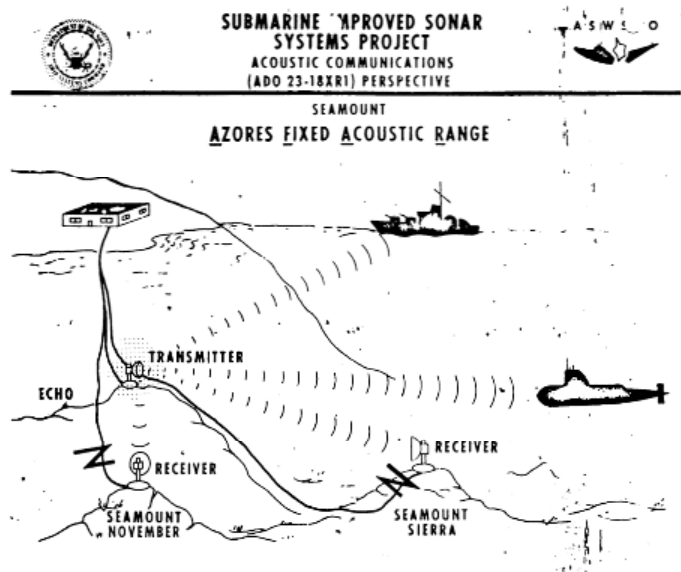 SUBMARINE IMPROVED SONAR
SYSTEMS PROJECT
ACOUSTIC COMMUNICATIONS
(ADO 23-18XR1) PERSPECTIVE
A S W S O
SEAMOUNT
AZORES FIXED ACOUSTIC RANGE
TRANSMITTER
ECHO
RECEIVER
RECEIVER
SEAMOUNT
NOVEMBER
SEAMOUNT
SIERRA